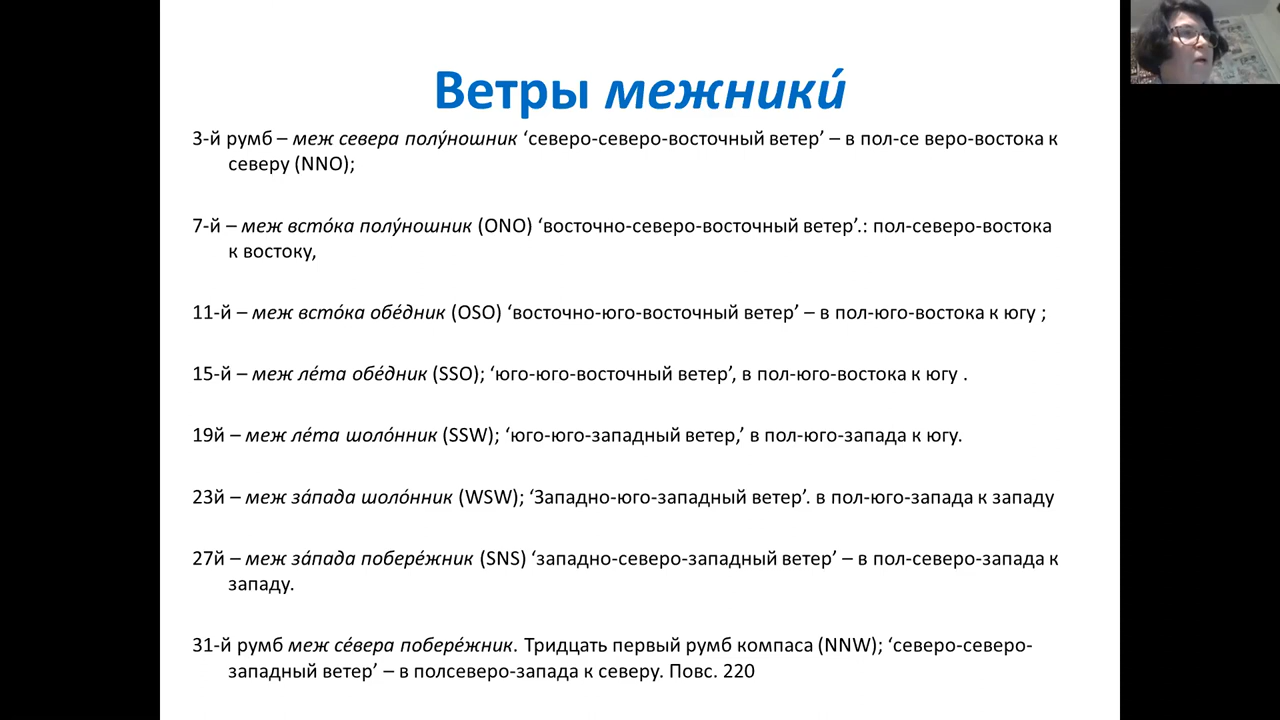 Ветры межники́
3-й румб – меж севера полу́ношник ‘северо-северо-восточный ветер’ – в пол-се веро-востока к
северу (NNO);
7-й – меж всто́ка полу́ношник (ONO) ‘восточно-северо-восточный ветер’.: пол-северо-востока
к востоку,
11-й – меж всто́ка обе́дник (OSO) ‘восточно-юго-восточный ветер’ – в пол-юго-востока к югу ;
15-й – меж ле́та обе́дник (SSO); ‘юго-юго-восточный ветер’, в пол-юго-востока к югу .
19й – меж ле́та шоло́нник (SSW); ‘юго-юго-западный ветер,’ в пол-юго-запада к югу.
23й – меж за́пада шоло́нник (WSW); ‘Западно-юго-западный ветер’. в пол-юго-запада к западу
27й – меж за́пада побере́жник (SNS) ‘западно-северо-западный ветер’ – в пол-северо-запада к
западу.
31-й румб меж се́вера побере́жник. Тридцать первый румб компаса (NNW); ‘северо-северо-
западный ветер’ – в полсеверо-запада к северу. Повс. 220